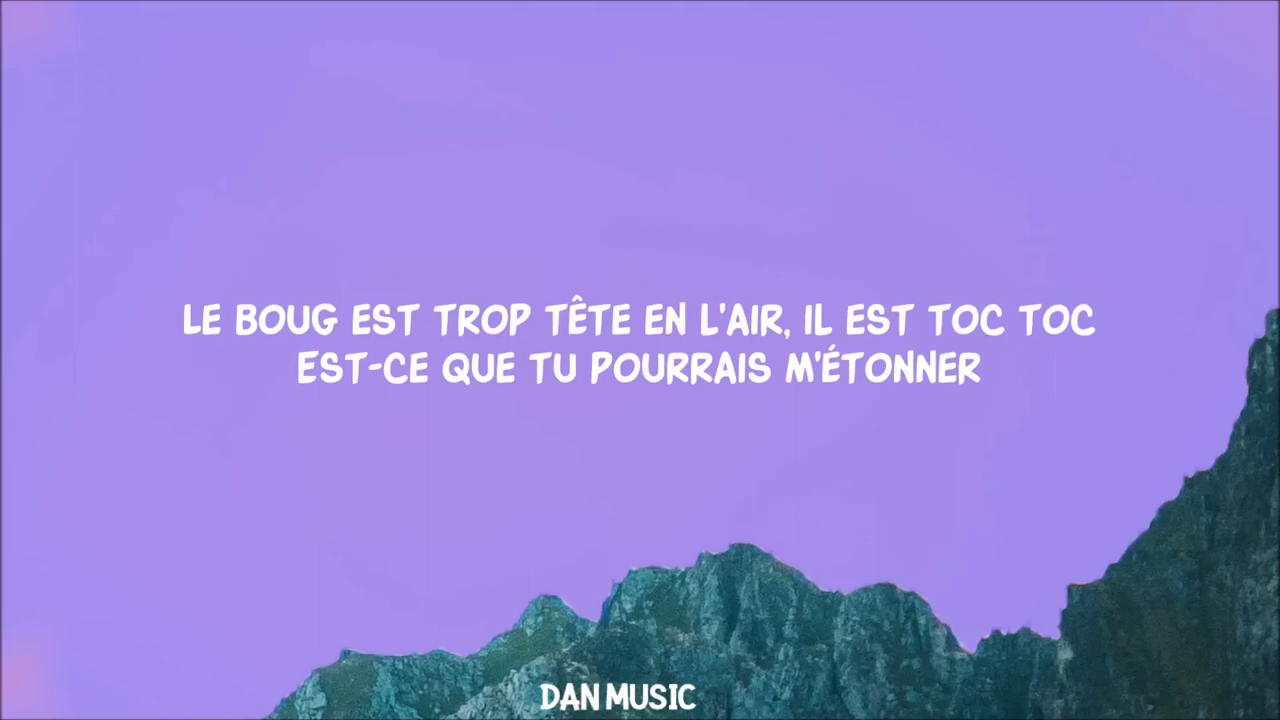 LE BOUG EST TROP TÊTE EN L'AIR, IL EST TOC TOC
EST-CE QUE TU POURRAIS M'ÉTONNER
DAN MUSIC